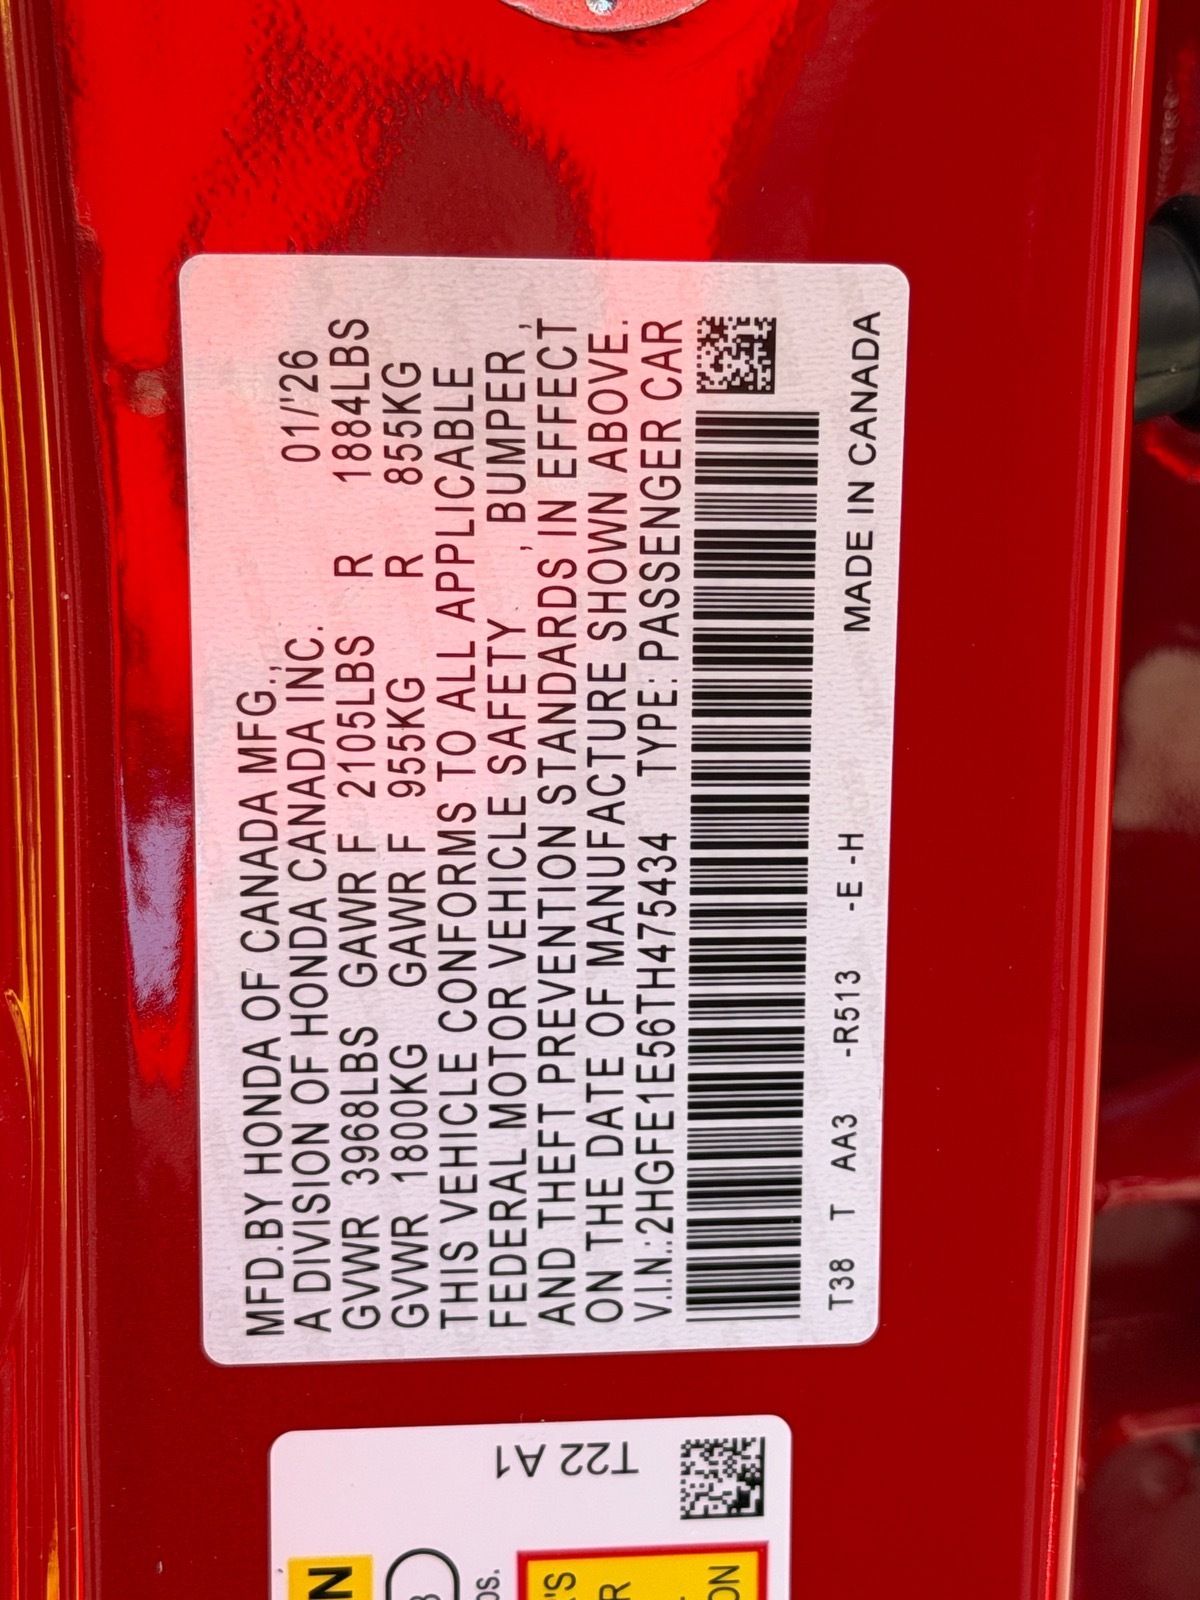 MFD.BY HONDA OF CANADA MFG.,
A DIVISION OF HONDA CANADA INC. 01/'26
GVWR 3968LBS GAWR F 2105LBS R 1884LBS
GVWR 1800KG GAWR F 955KG R 855KG
THIS VEHICLE CONFORMS TO ALL APPLICABLE
FEDERAL MOTOR VEHICLE SAFETY , BUMPER ,
AND THEFT PREVENTION STANDARDS IN EFFECT
ON THE DATE OF MANUFACTURE SHOWN ABOVE.
V.I.N.:2HGFE1E56TH475434 TYPE: PASSENGER CAR
T38 T AA3 -R513 -E -H MADE IN CANADA
T22 A1